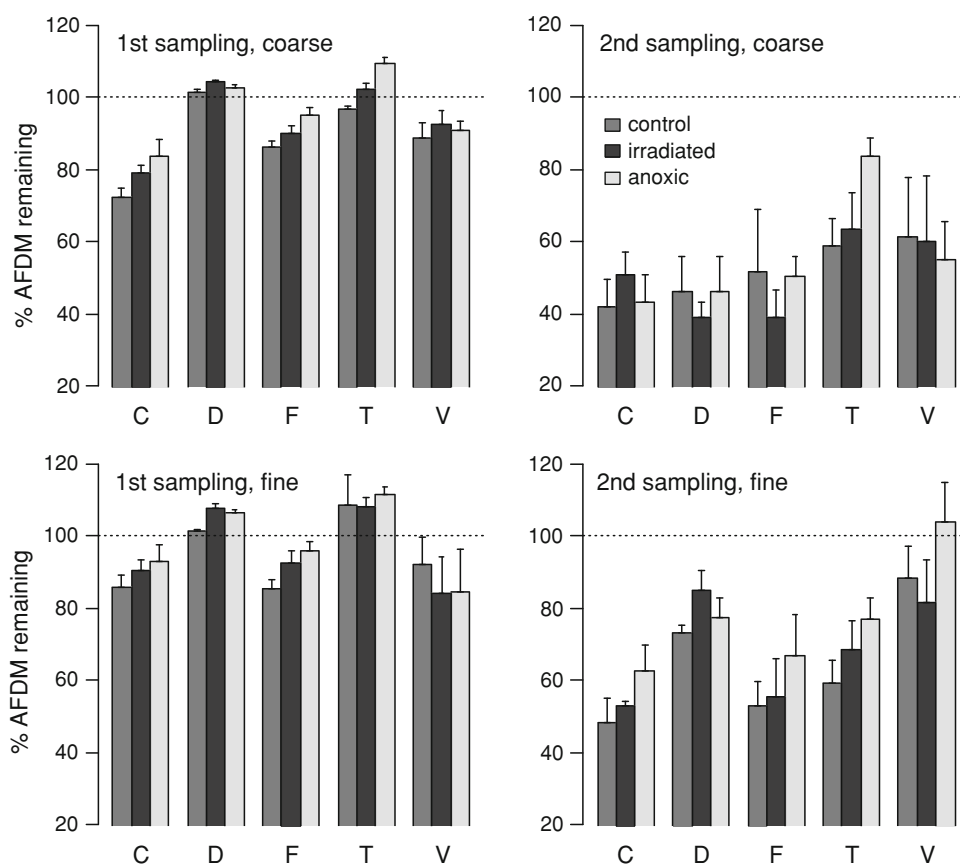 1st sampling, coarse
% AFDM remaining
120
100
80
60
40
20
C D F T V
2nd sampling, coarse
control
irradiated
anoxic
120
100
80
60
40
20
C D F T V
1st sampling, fine
% AFDM remaining
120
100
80
60
40
20
C D F T V
2nd sampling, fine
120
100
80
60
40
20
C D F T V